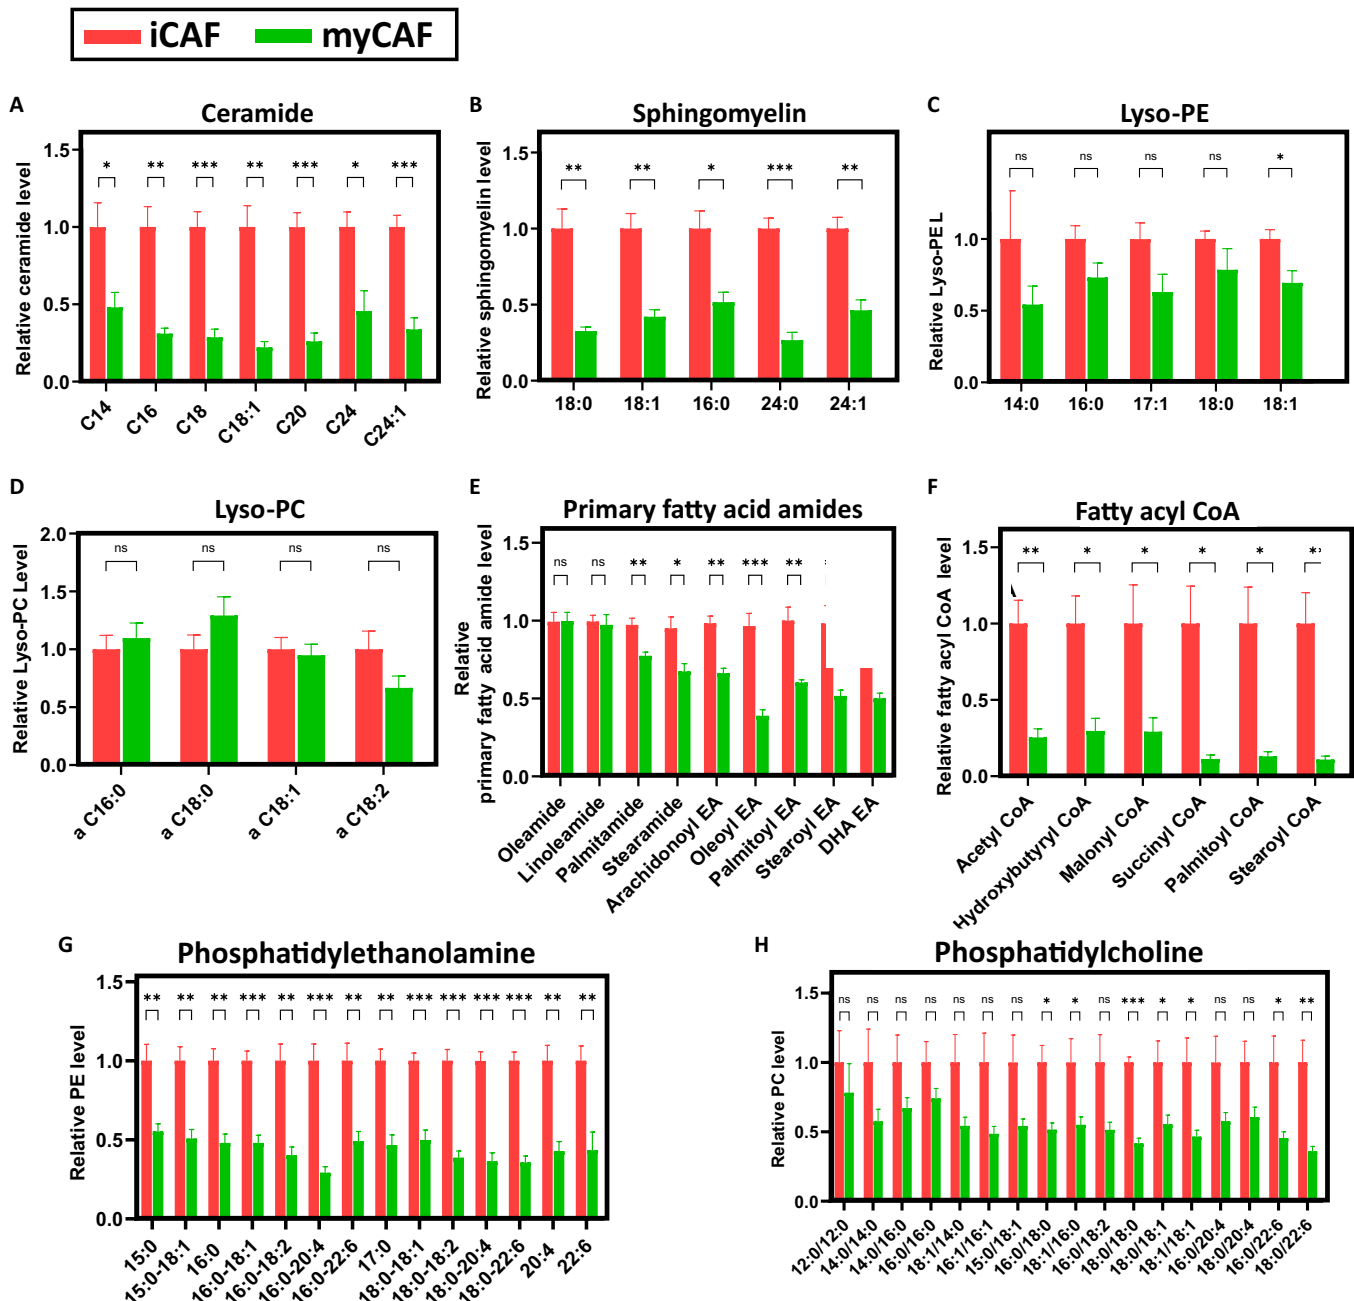 iCAF myCAF
A
Ceramide
Relative ceramide level
1.5
1.0
0.5
0.0
* ** *** ** *** * ***
C14 C16 C18 C18:1 C20 C24 C24:1
B
Sphingomyelin
Relative sphingomyelin level
1.5
1.0
0.5
0.0
** ** * *** **
18:0 18:1 16:0 24:0 24:1
C
Lyso-PE
Relative Lyso-PE L
1.0
0.5
0.0
ns ns ns ns *
14:0 16:0 17:1 18:0 18:1
D
Lyso-PC
Relative Lyso-PC Level
2.0
1.5
1.0
0.5
0.0
ns ns ns ns
a C16:0 a C18:0 a C18:1 a C18:2
E
Primary fatty acid amides
Relative
primary fatty acid amide level
1.5
1.0
0.5
0.0
ns ns ** * ** *** **
Oleamide Linoleamide Palmitamide Stearamide Arachidonoyl EA Oleoyl EA Palmitoyl EA Stearoyl EA DHA EA
F
Fatty acyl CoA
Relative fatty acyl CoA level
1.5
1.0
0.5
0.0
** * * * * *
Acetyl CoA Hydroxybutyryl CoA Malonyl CoA Succinyl CoA Palmitoyl CoA Stearoyl CoA
G
Phosphatidylethanolamine
Relative PE level
1.5
1.0
0.5
0.0
** ** ** *** ** *** ** ** *** *** *** *** ** **
15:0 15:0-18:1 16:0 16:0-18:1 16:0-18:2 16:0-20:4 16:0-22:6 17:0 18:0-18:1 18:0-18:2 18:0-20:4 18:0-22:6 20:4 22:6
H
Phosphatidylcholine
Relative PC level
1.5
1.0
0.5
0.0
ns ns ns ns ns ns ns * * ns *** * * ns ns * **
12:0/12:0 14:0/14:0 14:0/16:0 16:0/16:0 18:1/14:0 16:1/16:1 15:0/18:1 16:0/18:0 18:1/16:0 16:0/18:2 18:0/18:0 18:0/18:1 18:1/18:1 16:0/20:4 18:0/20:4 16:0/22:6 18:0/22:6